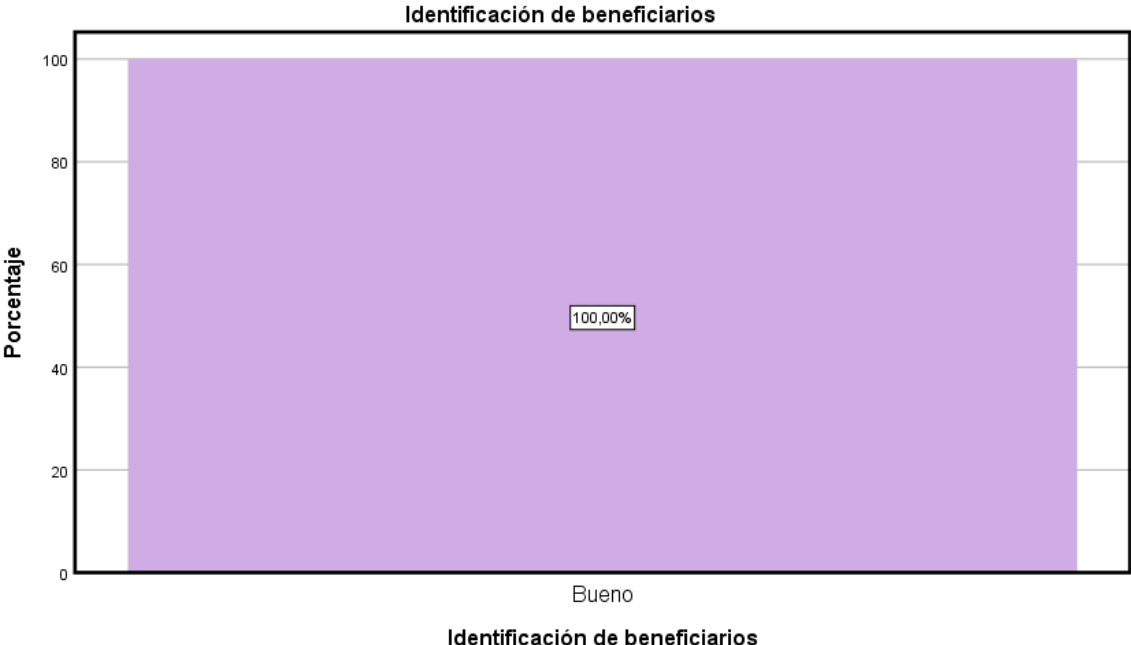 Identificación de beneficiarios
100
80
60
40
20
0
Porcentaje
100,00%
Bueno
Identificación de beneficiarios